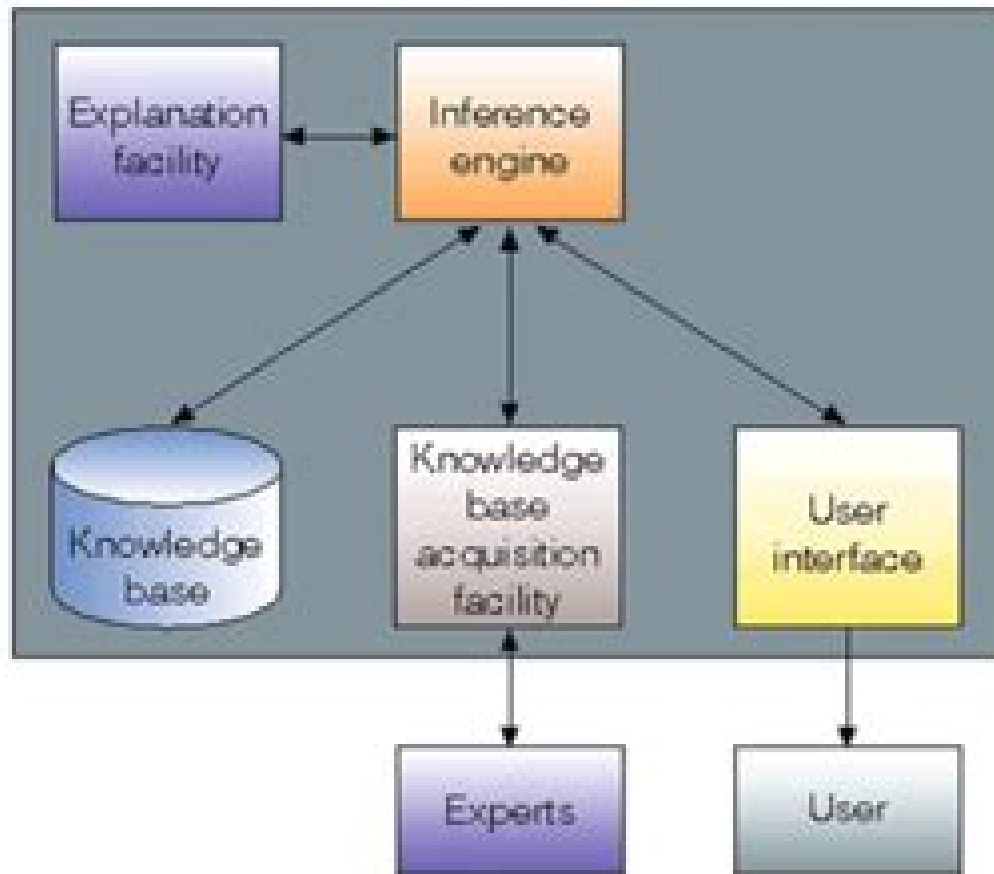 Explanation
facility
Inference
engine
Knowledge
base
Knowledge
base
acquisition
facility
User
interface
Experts
User